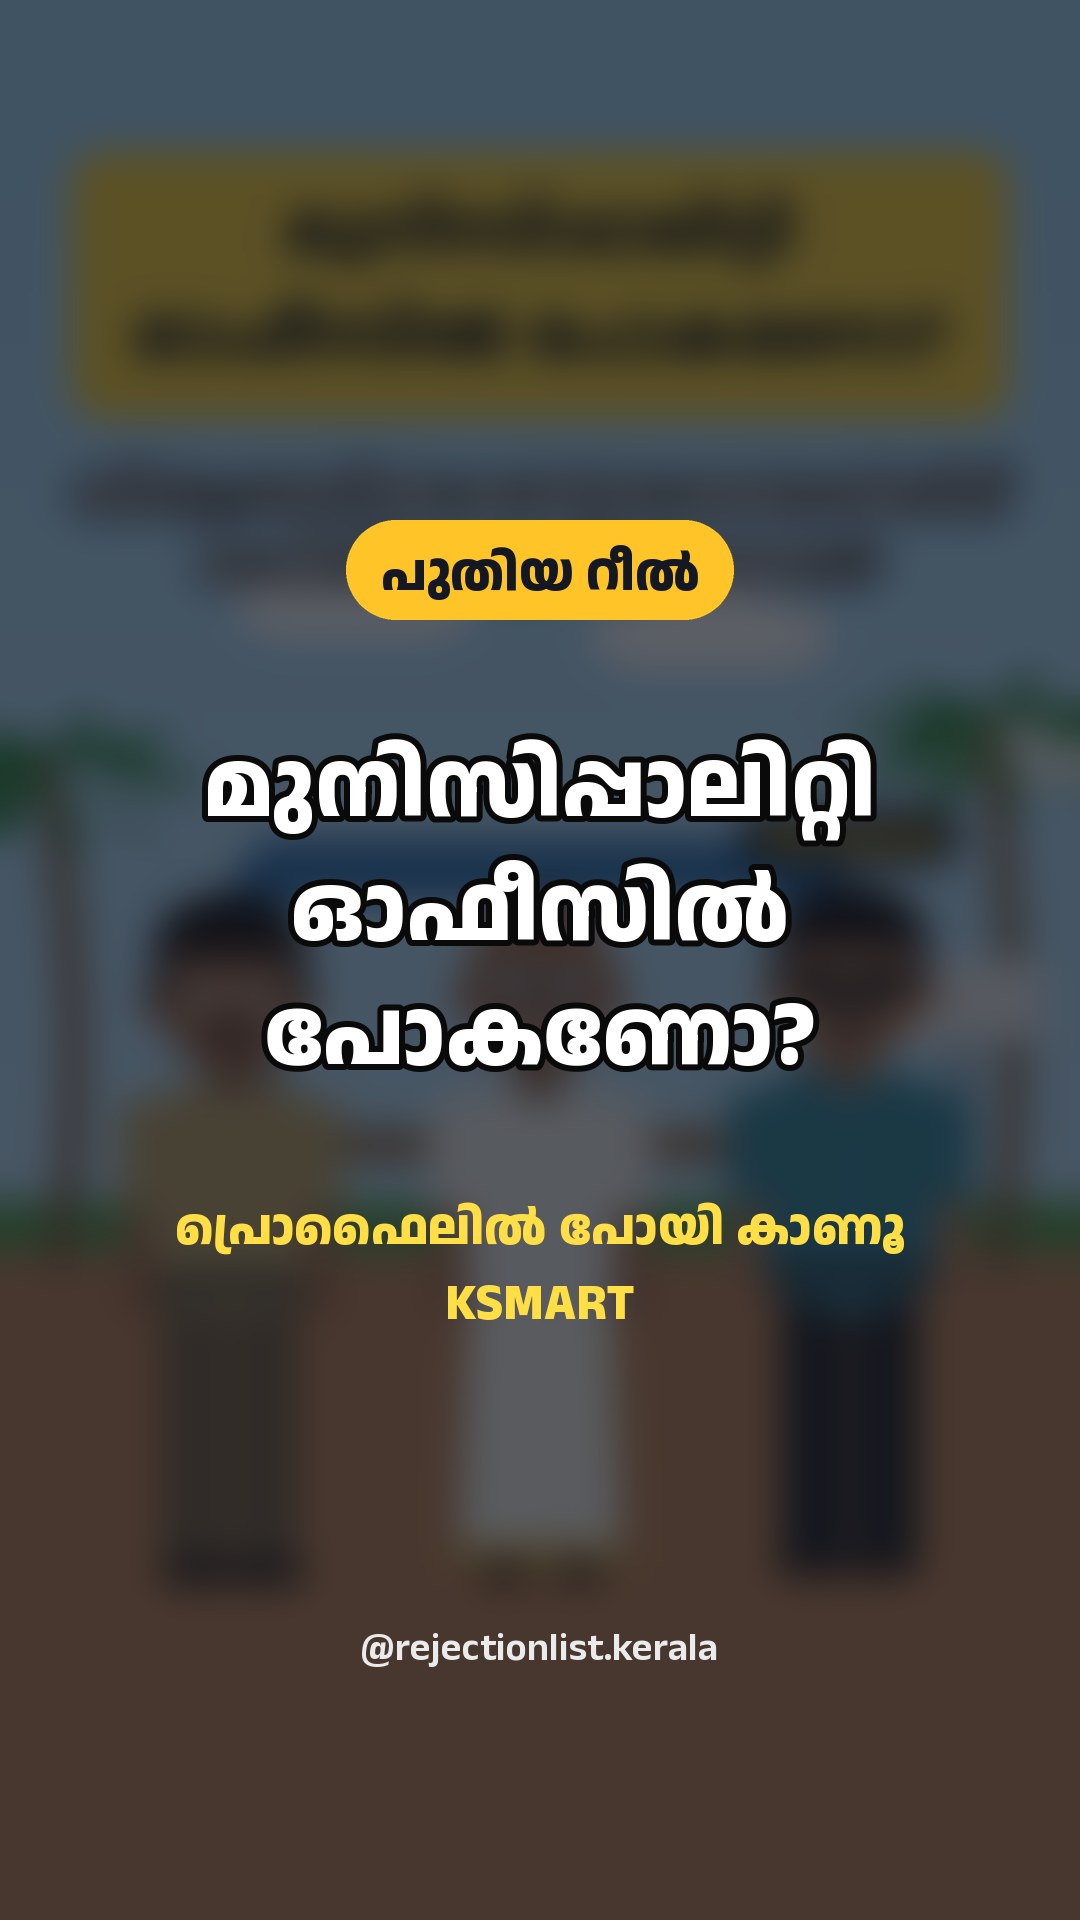 പുതിയ റീൽ
മുനിസിപ്പാലിറ്റി
ഓഫീസിൽ
പോകണോ?
പ്രൊഫൈലിൽ പോയി കാണൂ
KSMART
@rejectionlist.kerala